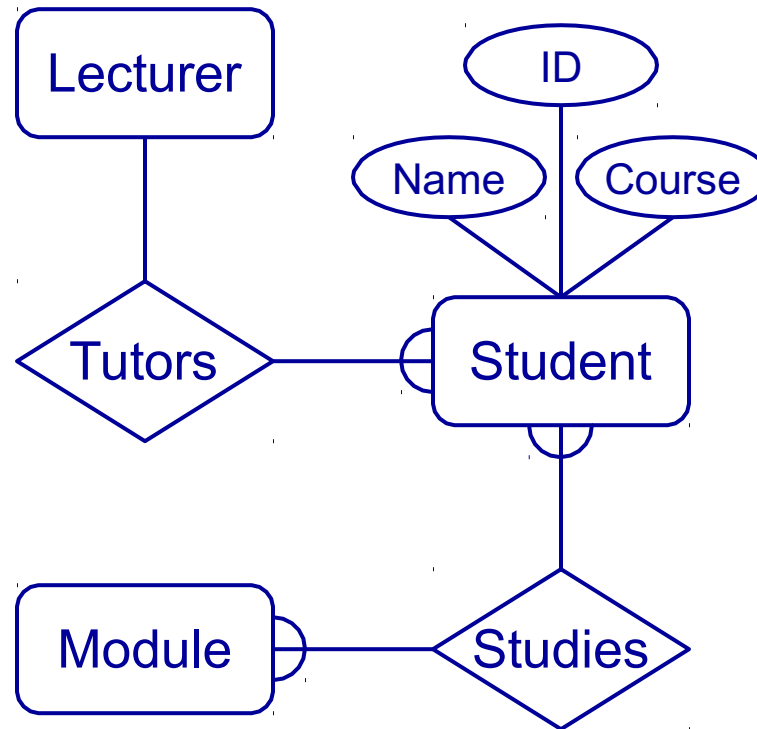 Lecturer
ID
Name
Course
Tutors
Student
Module
Studies